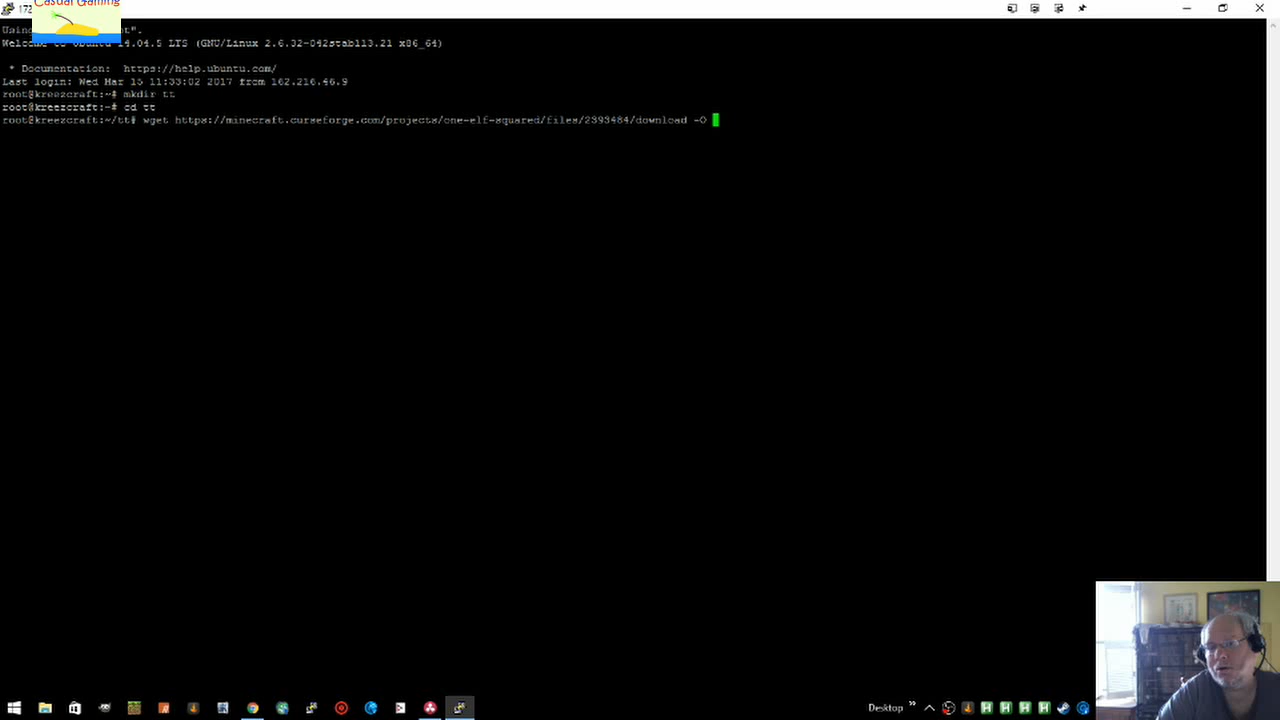 Casual Gaming
172
Using
Welcome to Ubuntu 14.04.5 LTS (GNU/Linux 2.6.32-042stab113.21 x86_64)
* Documentation: https://help.ubuntu.com/
Last login: Wed Mar 15 11:33:02 2017 from 162.216.46.9
root@kreezcraft:~# mkdir tt
root@kreezcraft:~# cd tt
root@kreezcraft:~/tt# wget https://minecraft.curseforge.com/projects/one-elf-squared/files/2393484/download -O
Desktop